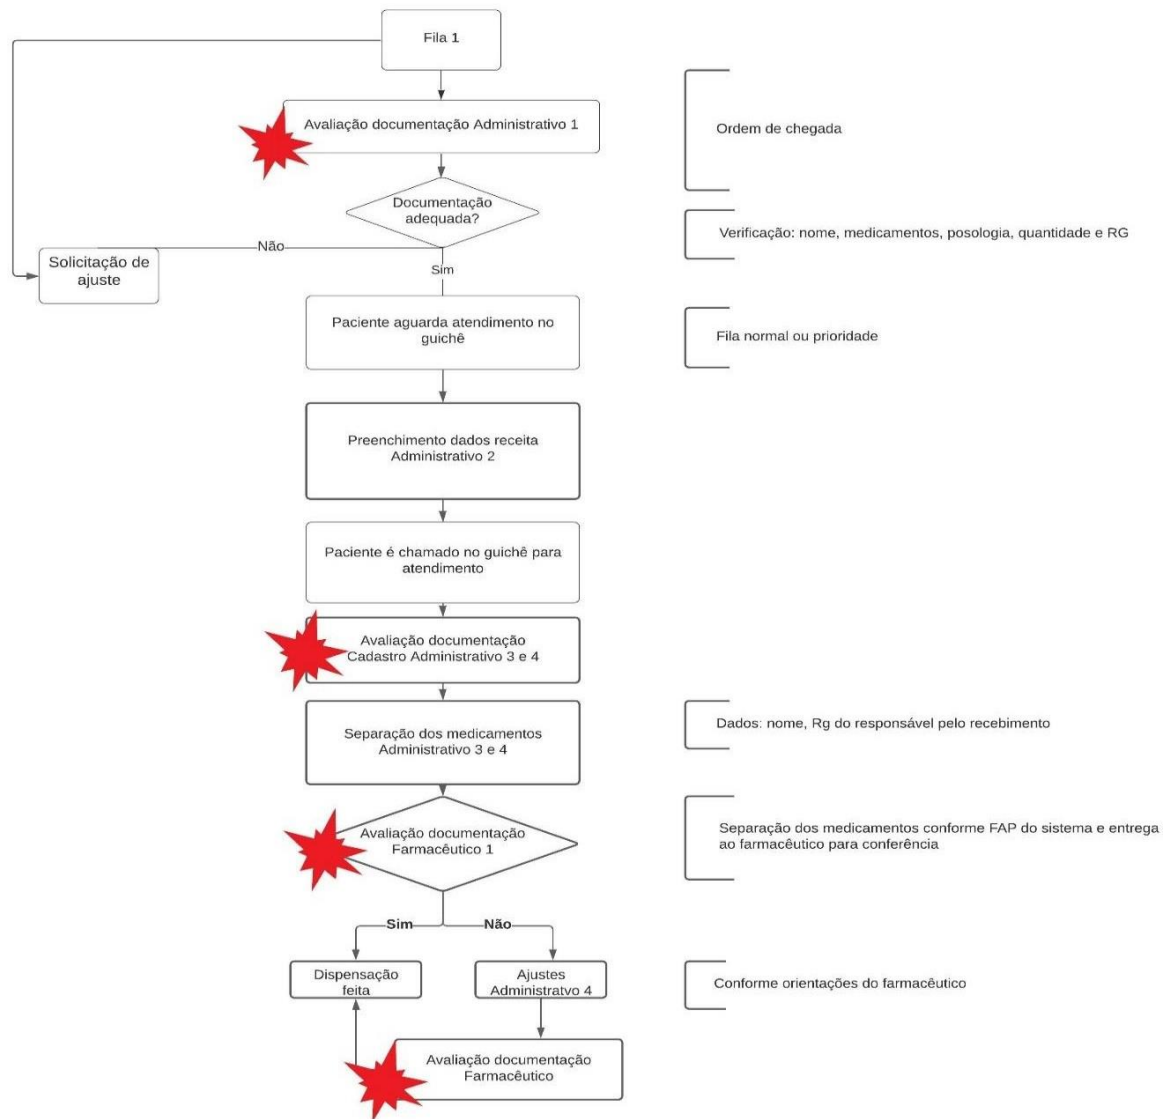 Fila 1
Avaliação documentação Administrativo 1
Ordem de chegada
Documentação
adequada?
Verificação: nome, medicamentos, posologia, quantidade e RG
Não
Solicitação de
ajuste
Sim
Paciente aguarda atendimento no
guichê
Fila normal ou prioridade
Preenchimento dados receita
Administrativo 2
Paciente é chamado no guichê para
atendimento
Avaliação documentação
Cadastro Administrativo 3 e 4
Separação dos medicamentos
Administrativo 3 e 4
Dados: nome, Rg do responsável pelo recebimento
Avaliação documentação
Farmacêutico 1
Separação dos medicamentos conforme FAP do sistema e entrega
ao farmacêutico para conferência
Sim
Não
Dispensação
feita
Ajustes
Administratvo 4
Conforme orientações do farmacêutico
Avaliação documentação
Farmacêutico